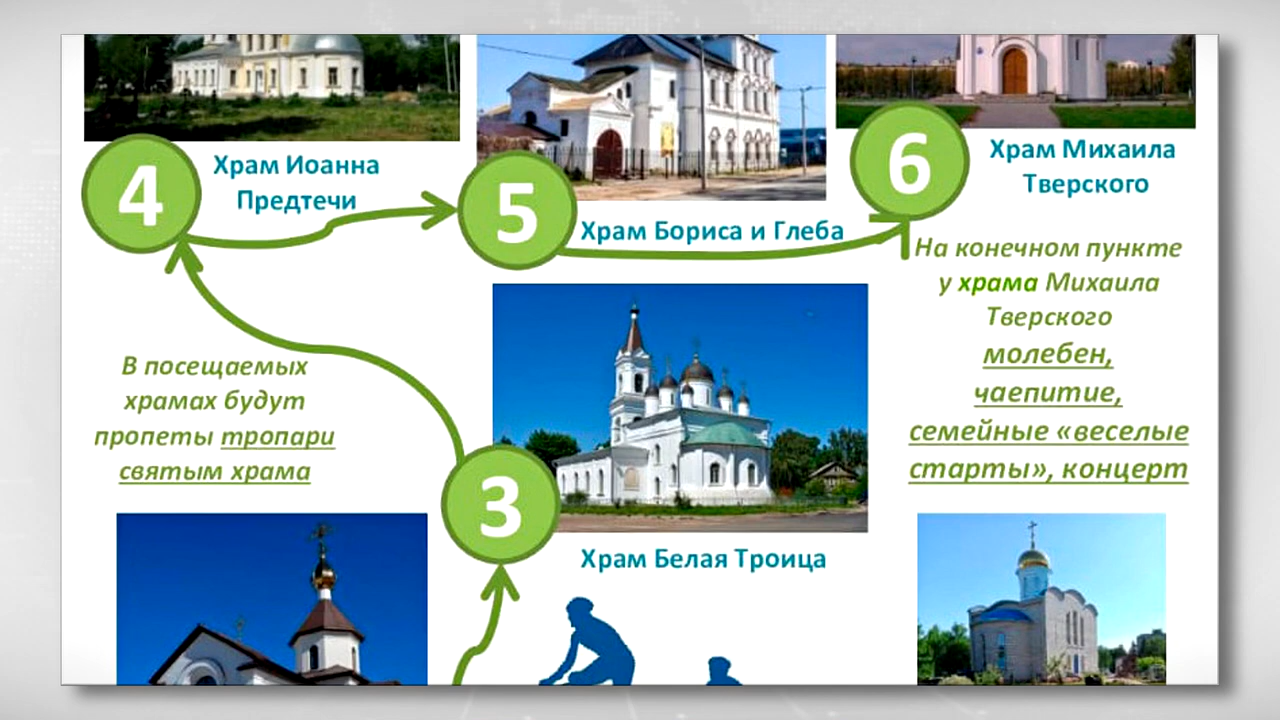 4
Храм Иоанна
Предтечи
5
Храм Бориса и Глеба
6
Храм Михаила
Тверского
На конечном пункте
у храма Михаила
Тверского
молебен,
чаепитие,
семейные «веселые
старты», концерт
В посещаемых
храмах будут
пропеты тропари
святым храма
3
Храм Белая Троица